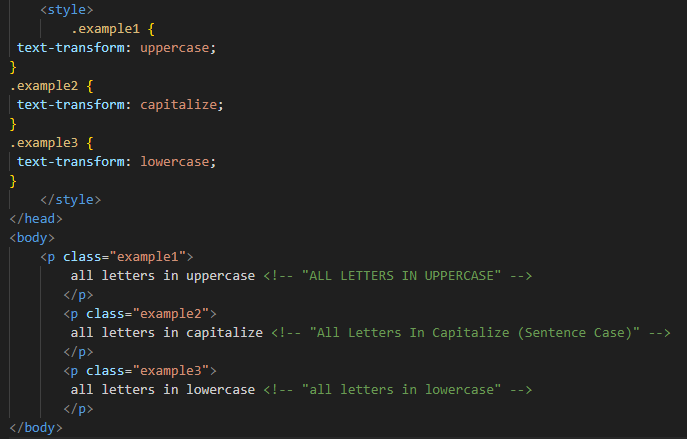 <style>
.example1 {
text-transform: uppercase;
}
.example2 {
text-transform: capitalize;
}
.example3 {
text-transform: lowercase;
}
</style>
</head>
<body>
<p class="example1">
all letters in uppercase <!-- "ALL LETTERS IN UPPERCASE" -->
</p>
<p class="example2">
all letters in capitalize <!-- "All Letters In Capitalize (Sentence Case)" -->
</p>
<p class="example3">
all letters in lowercase <!-- "all letters in lowercase" -->
</p>
</body>